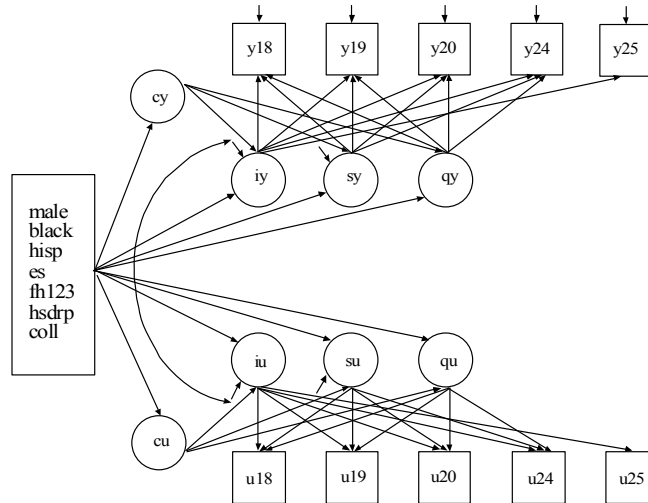 y18 y19 y20 y24 y25
cy
iy sy qy
male
black
hisp
es
fh123
hsdrp
coll
iu su qu
cu
u18 u19 u20 u24 u25